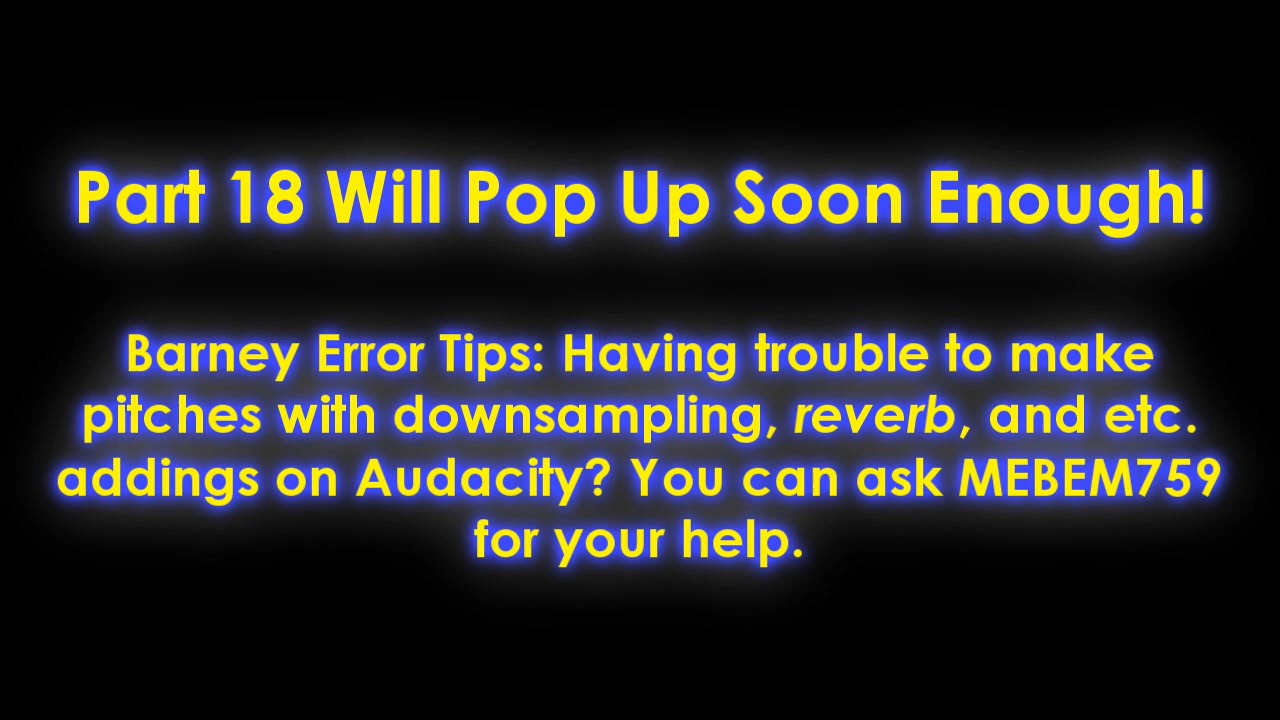 Part 18 Will Pop Up Soon Enough!
Barney Error Tips: Having trouble to make
pitches with downsampling, reverb, and etc.
addings on Audacity? You can ask MEBEM759
for your help.